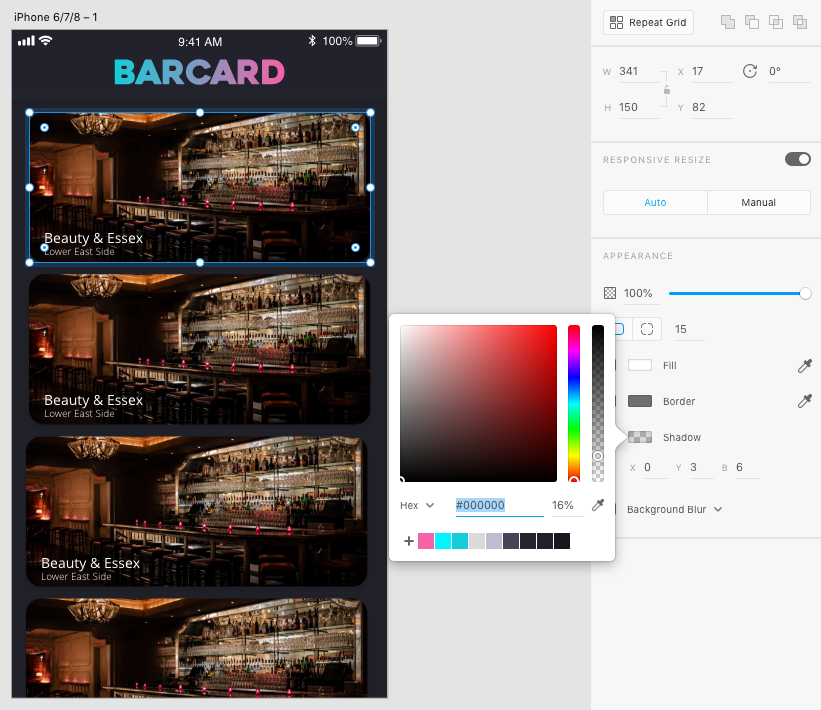 iPhone 6/7/8 – 1
9:41 AM
100%
BARCARD
Beauty & Essex
Lower East Side
Beauty & Essex
Lower East Side
Beauty & Essex
Lower East Side
Repeat Grid
W 341 X 17 0°
H 150 Y 82
RESPONSIVE RESIZE
Auto Manual
APPEARANCE
100%
15
Fill
Border
Shadow
X 0 Y 3 B 6
Background Blur
Hex #000000 16%